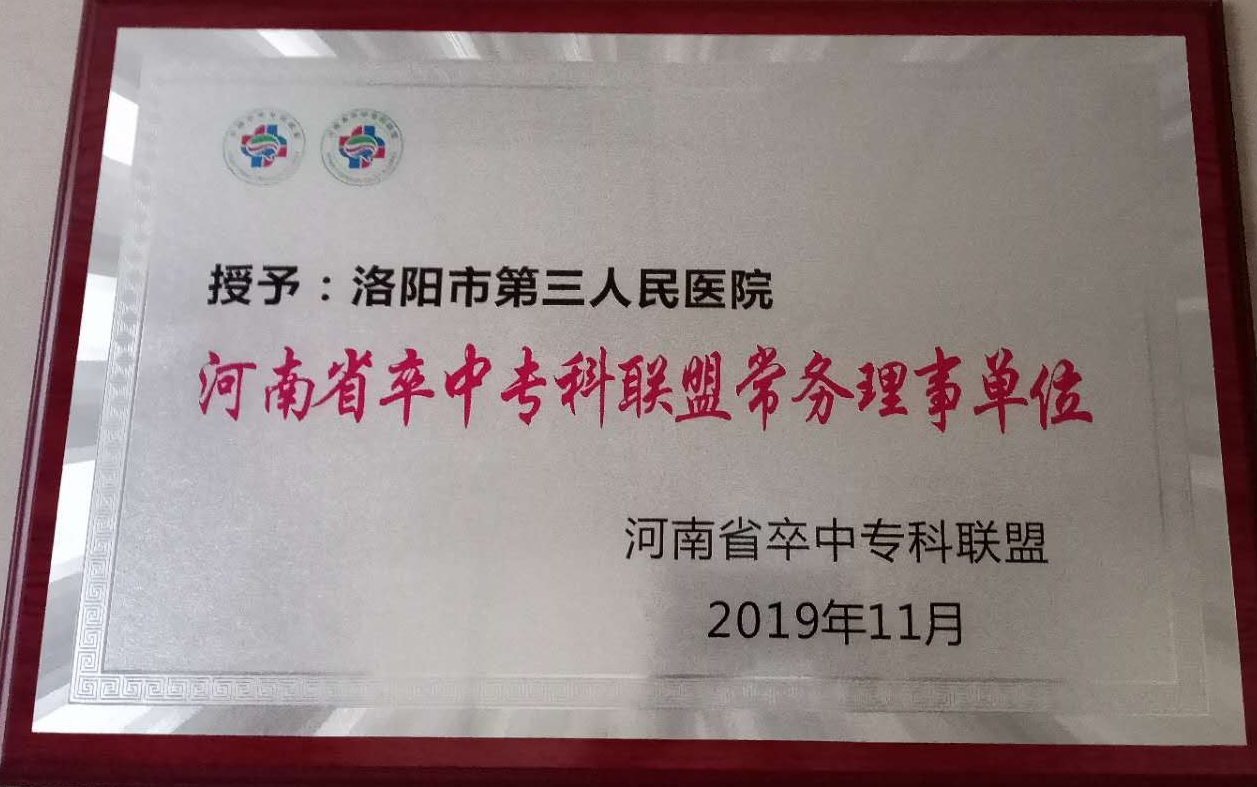 授予：洛阳市第三人民医院
河南省卒中专科联盟常务理事单位
河南省卒中专科联盟
2019年11月